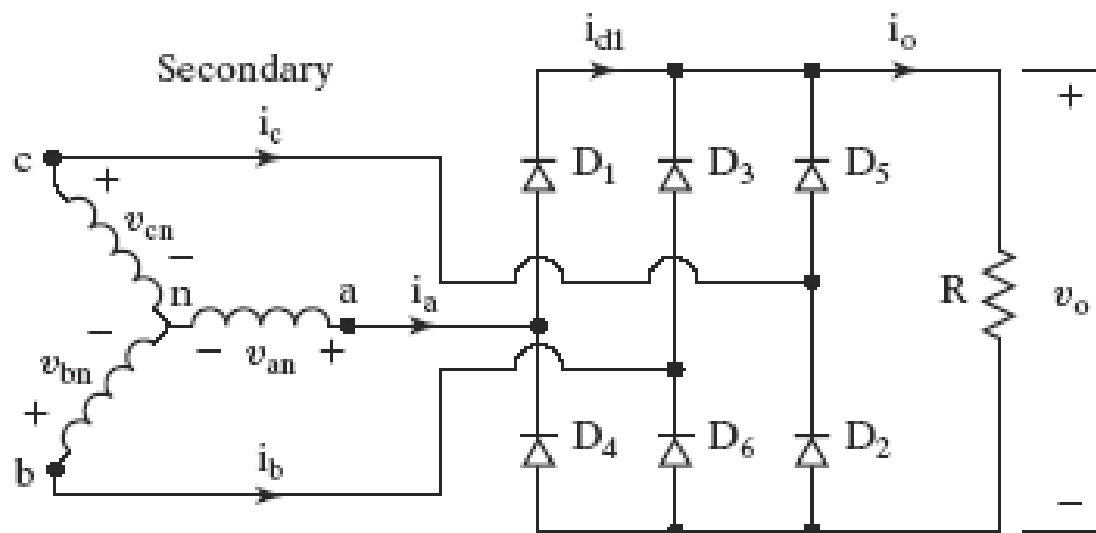 i_d1 i_o
Secondary
+
i_c
c
+ D_1 D_3 D_5
v_cn
−
n a i_a R v_o
− − v_an +
v_bn
+ D_4 D_6 D_2
b i_b
−